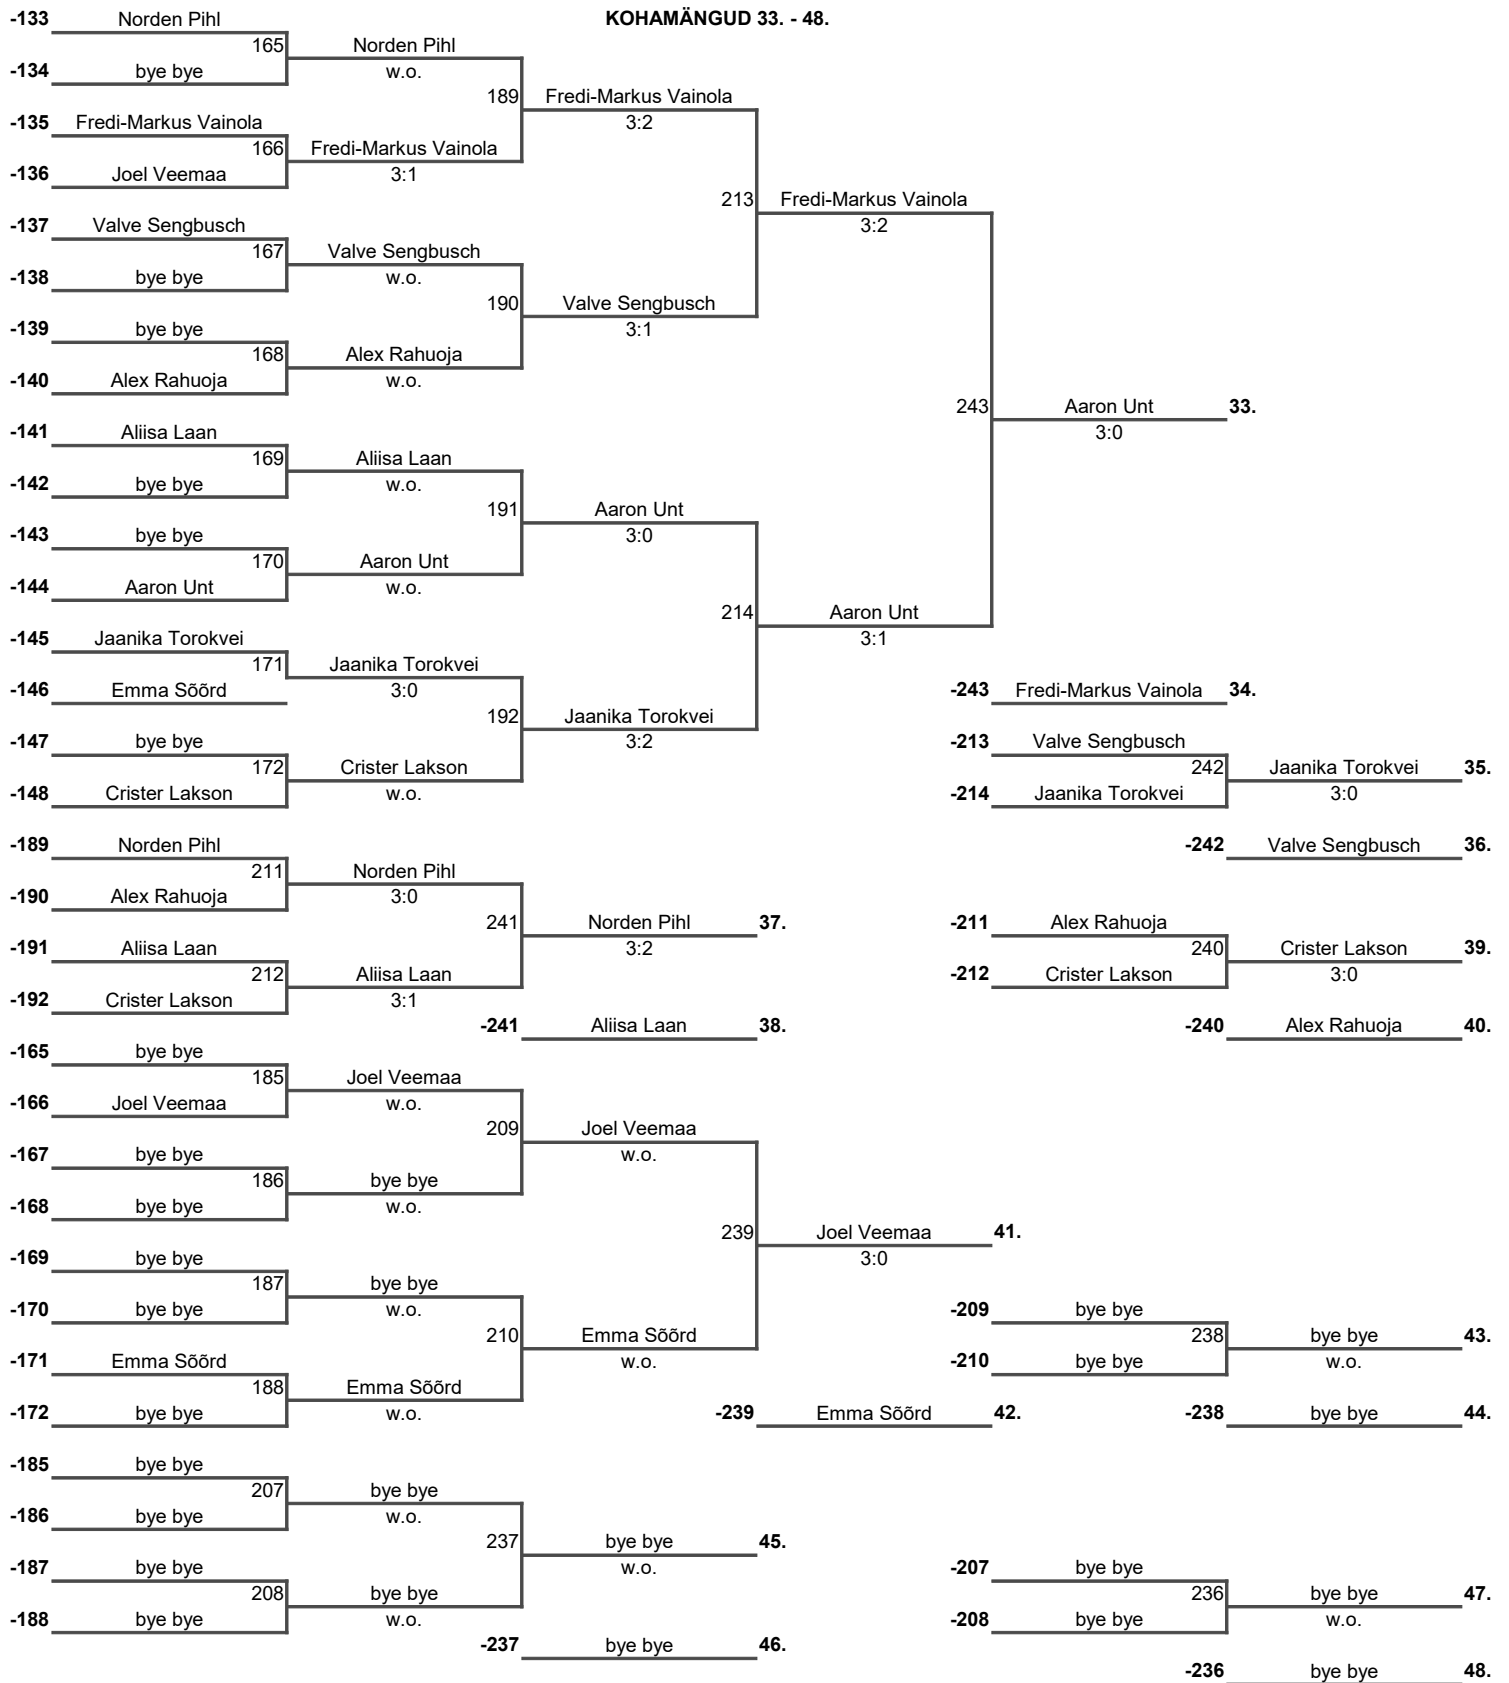 KOHAMÄNGUD 33. - 48.
-133 Norden Pihl
165 Norden Pihl
-134 bye bye w.o.
189 Fredi-Markus Vainola
-135 Fredi-Markus Vainola 3:2
166 Fredi-Markus Vainola
-136 Joel Veemaa 3:1
213 Fredi-Markus Vainola
-137 Valve Sengbusch 3:2
167 Valve Sengbusch
-138 bye bye w.o.
190 Valve Sengbusch
-139 bye bye 3:1
168 Alex Rahuoja
-140 Alex Rahuoja w.o.
243 Aaron Unt 33.
-141 Aliisa Laan 3:0
169 Aliisa Laan
-142 bye bye w.o.
191 Aaron Unt
-143 bye bye 3:0
170 Aaron Unt
-144 Aaron Unt w.o.
214 Aaron Unt
-145 Jaanika Torokvei 3:1
171 Jaanika Torokvei
-146 Emma Sõõrd 3:0 -243 Fredi-Markus Vainola 34.
192 Jaanika Torokvei
-147 bye bye 3:2 -213 Valve Sengbusch
172 Crister Lakson 242 Jaanika Torokvei 35.
-148 Crister Lakson w.o. -214 Jaanika Torokvei 3:0
-189 Norden Pihl -242 Valve Sengbusch 36.
211 Norden Pihl
-190 Alex Rahuoja 3:0
241 Norden Pihl 37. -211 Alex Rahuoja
-191 Aliisa Laan 3:2 240 Crister Lakson 39.
212 Aliisa Laan -212 Crister Lakson 3:0
-192 Crister Lakson 3:1
-241 Aliisa Laan 38. -240 Alex Rahuoja 40.
-165 bye bye
185 Joel Veemaa
-166 Joel Veemaa w.o.
209 Joel Veemaa
-167 bye bye w.o.
186 bye bye
-168 bye bye w.o.
239 Joel Veemaa 41.
-169 bye bye 3:0
187 bye bye
-170 bye bye w.o. -209 bye bye
210 Emma Sõõrd 238 bye bye 43.
-171 Emma Sõõrd w.o. -210 bye bye w.o.
188 Emma Sõõrd
-172 bye bye w.o. -239 Emma Sõõrd 42. -238 bye bye 44.
-185 bye bye
207 bye bye
-186 bye bye w.o.
237 bye bye 45.
-187 bye bye w.o. -207 bye bye
208 bye bye 236 bye bye 47.
-188 bye bye w.o. -208 bye bye w.o.
-237 bye bye 46.
-236 bye bye 48.